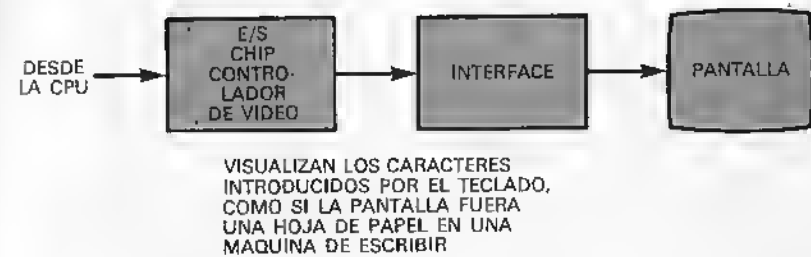 DESDE
LA CPU
E/S
CHIP
CONTRO-
LADOR
DE VIDEO
INTERFACE
PANTALLA
VISUALIZAN LOS CARACTERES
INTRODUCIDOS POR EL TECLADO,
COMO SI LA PANTALLA FUERA
UNA HOJA DE PAPEL EN UNA
MAQUINA DE ESCRIBIR